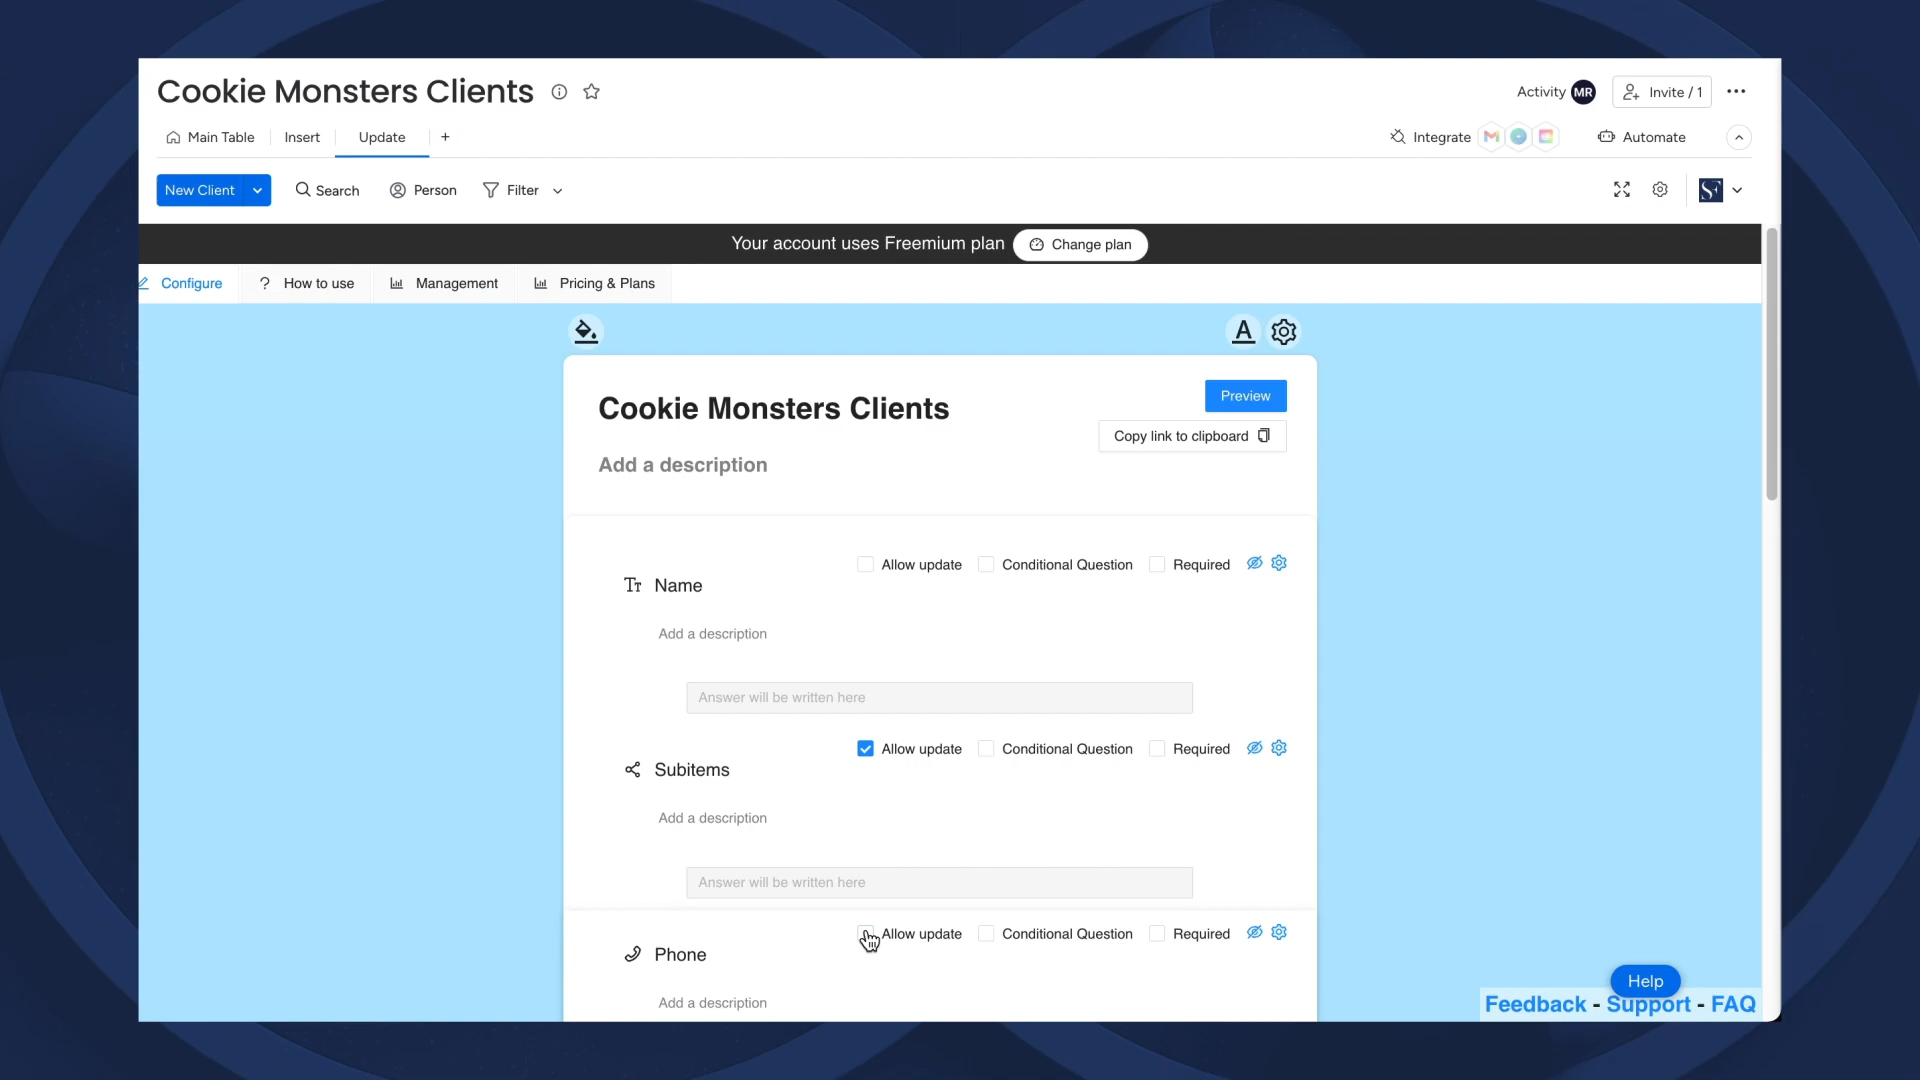 Cookie Monsters Clients
Activity MR Invite / 1
Main Table Insert Update + Integrate Automate
New Client Search Person Filter
Your account uses Freemium plan Change plan
Configure ? How to use Management Pricing & Plans
A
Cookie Monsters Clients
Preview
Copy link to clipboard
Add a description
Allow update Conditional Question Required
Tт Name
Add a description
Answer will be written here
Allow update Conditional Question Required
Subitems
Add a description
Answer will be written here
Allow update Conditional Question Required
Phone
Add a description
Help
Feedback - Support - FAQ